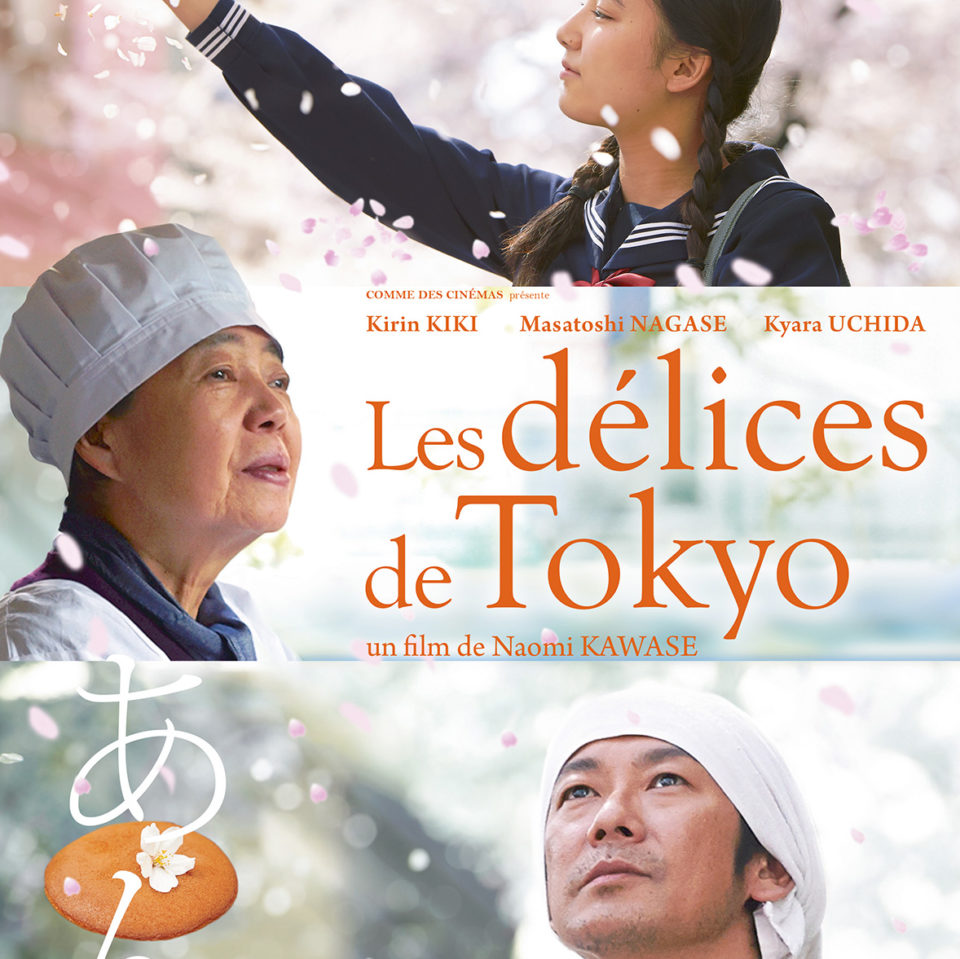 COMME DES CINÉMAS présente
Kirin KIKI Masatoshi NAGASE Kyara UCHIDA
Les délices
de Tokyo
un film de Naomi KAWASE
あ